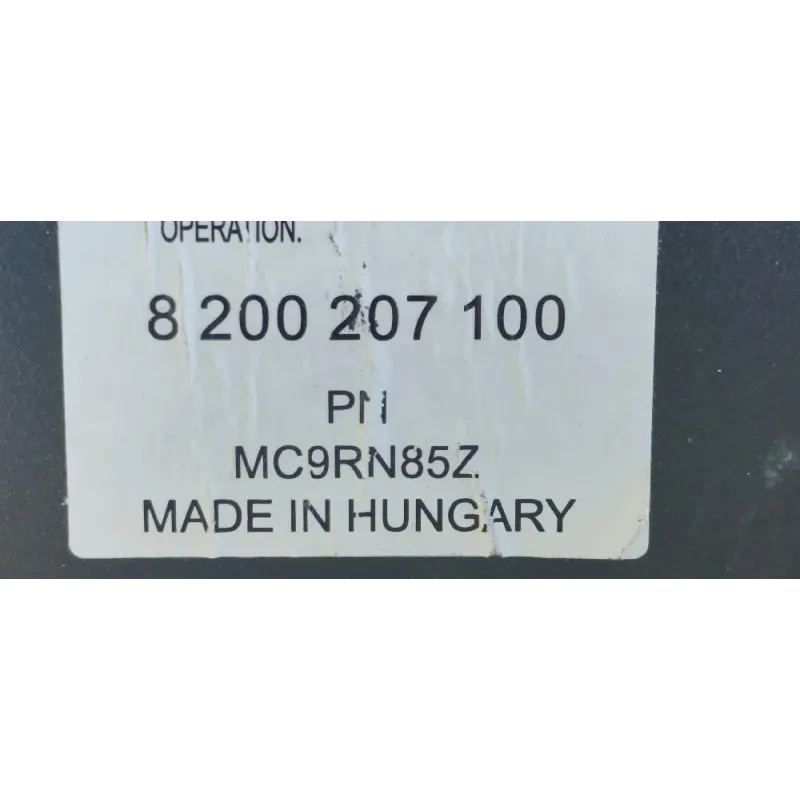 OPERATION.
8 200 207 100
PN
MC9RN85Z
MADE IN HUNGARY